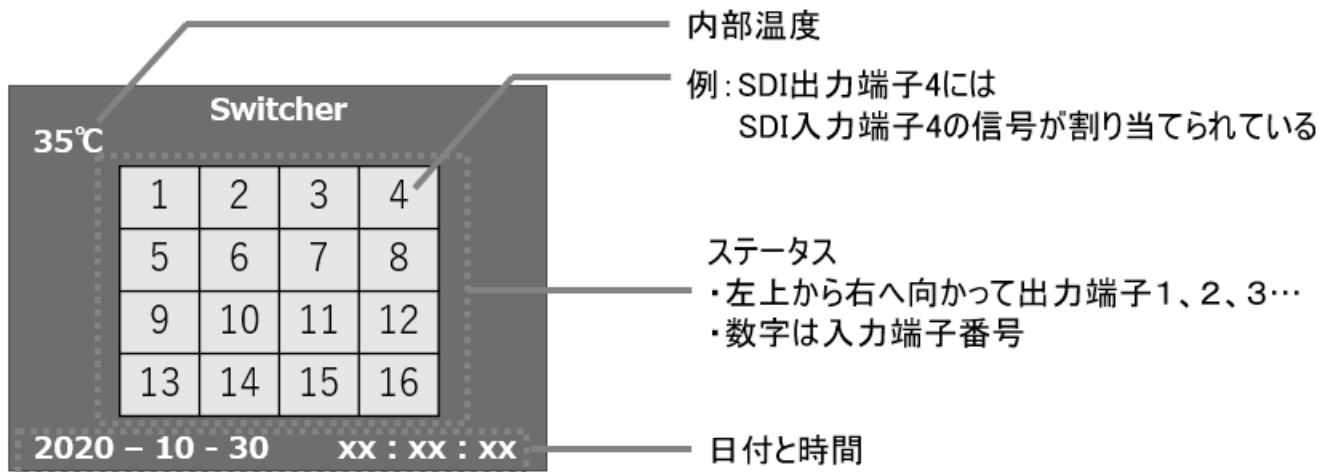 内部温度
例:SDI出力端子4には
SDI入力端子4の信号が割り当てられている
Switcher
35℃
1 2 3 4
5 6 7 8
9 10 11 12
13 14 15 16
ステータス
・左上から右へ向かって出力端子1、2、3…
・数字は入力端子番号
2020 – 10 - 30 xx : xx : xx
日付と時間